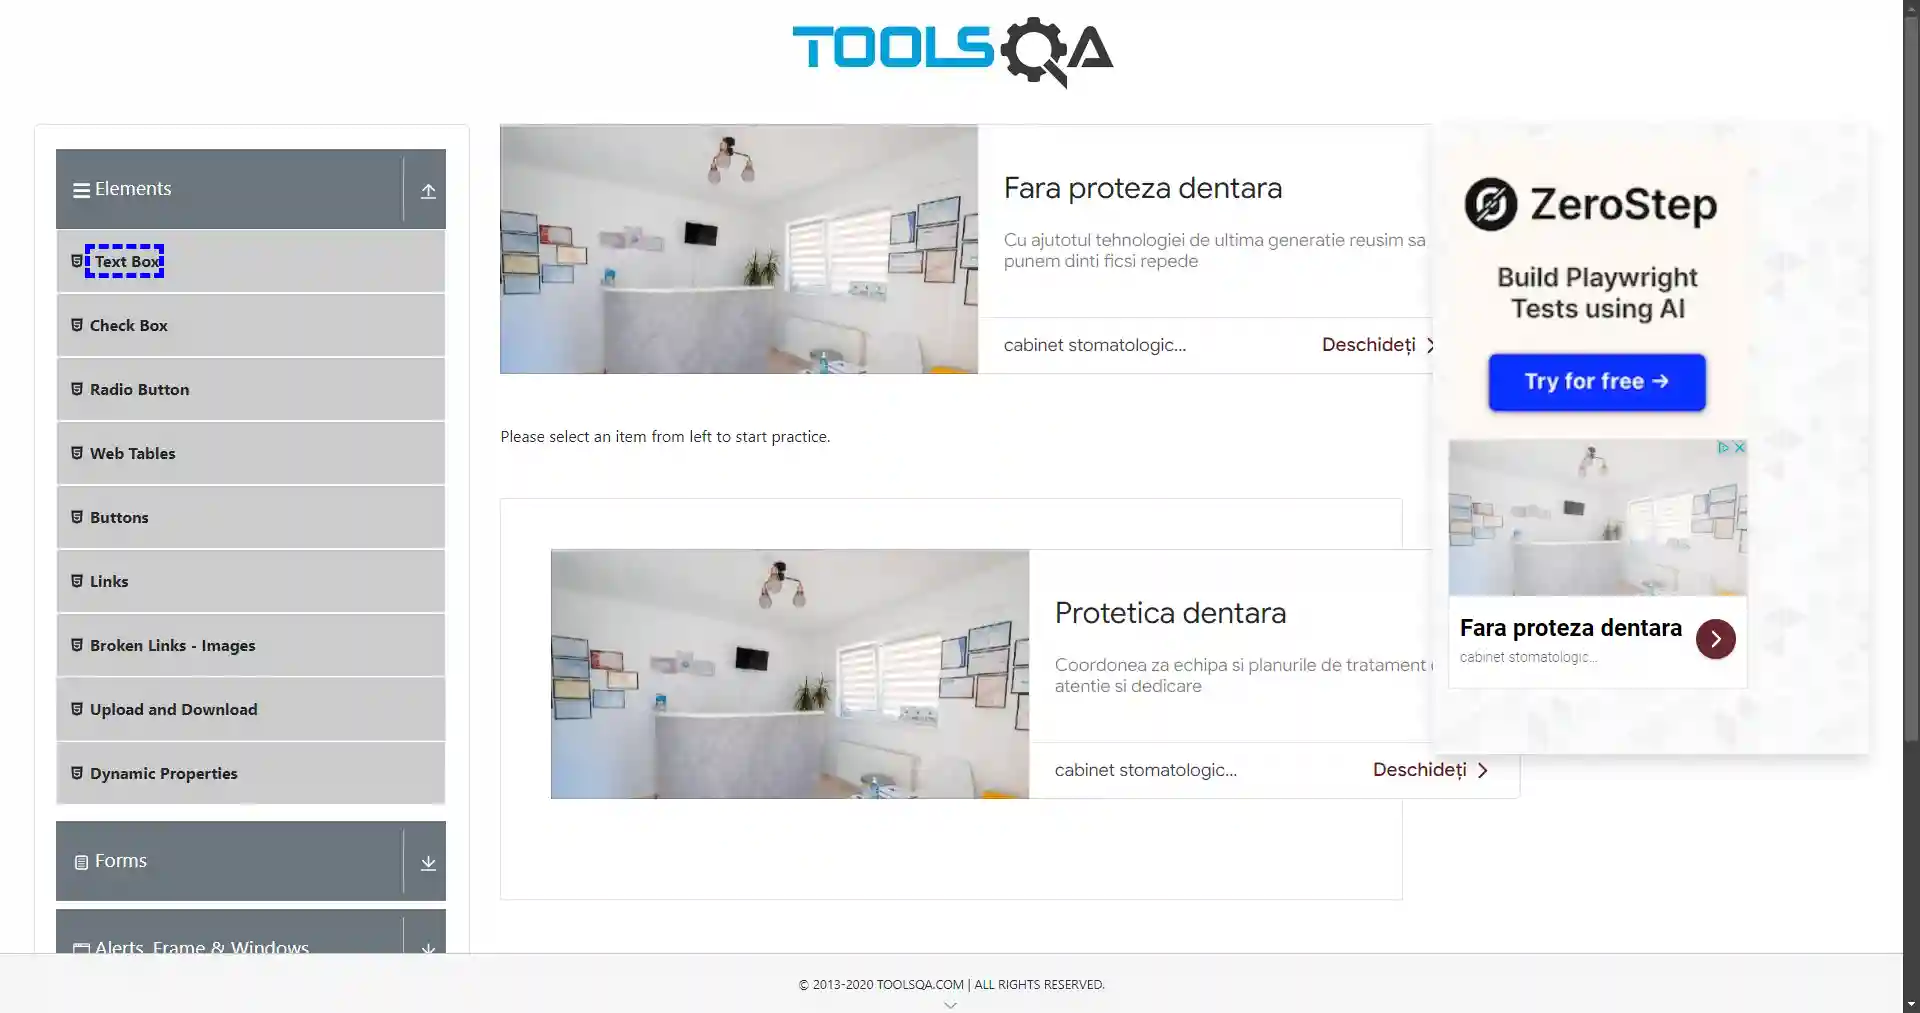 TOOLSQA
Elements
Text Box
Check Box
Radio Button
Web Tables
Buttons
Links
Broken Links - Images
Upload and Download
Dynamic Properties
Forms
Alerts, Frame & Windows
Fara proteza dentara
Cu ajutotul tehnologiei de ultima generatie reusim sa
punem dinti ficsi repede
cabinet stomatologic...
Deschideți
Please select an item from left to start practice.
Protetica dentara
Coordonea za echipa si planurile de tratament
atentie si dedicare
cabinet stomatologic...
Deschideți
ZeroStep
Build Playwright
Tests using AI
Try for free →
Fara proteza dentara
cabinet stomatologic...
© 2013-2020 TOOLSQA.COM | ALL RIGHTS RESERVED.